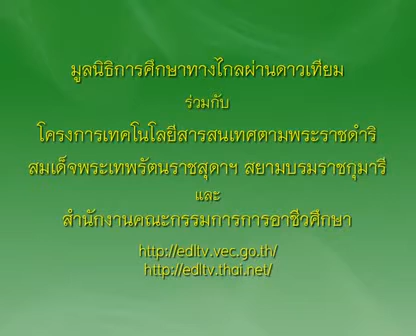 มูลนิธิการศึกษาทางไกลผ่านดาวเทียม
ร่วมกับ
โครงการเทคโนโลยีสารสนเทศตามพระราชดำริ
สมเด็จพระเทพรัตนราชสุดาฯ สยามบรมราชกุมารี
และ
สำนักงานคณะกรรมการการอาชีวศึกษา
http://edltv.vec.go.th/
http://edltv.thai.net/